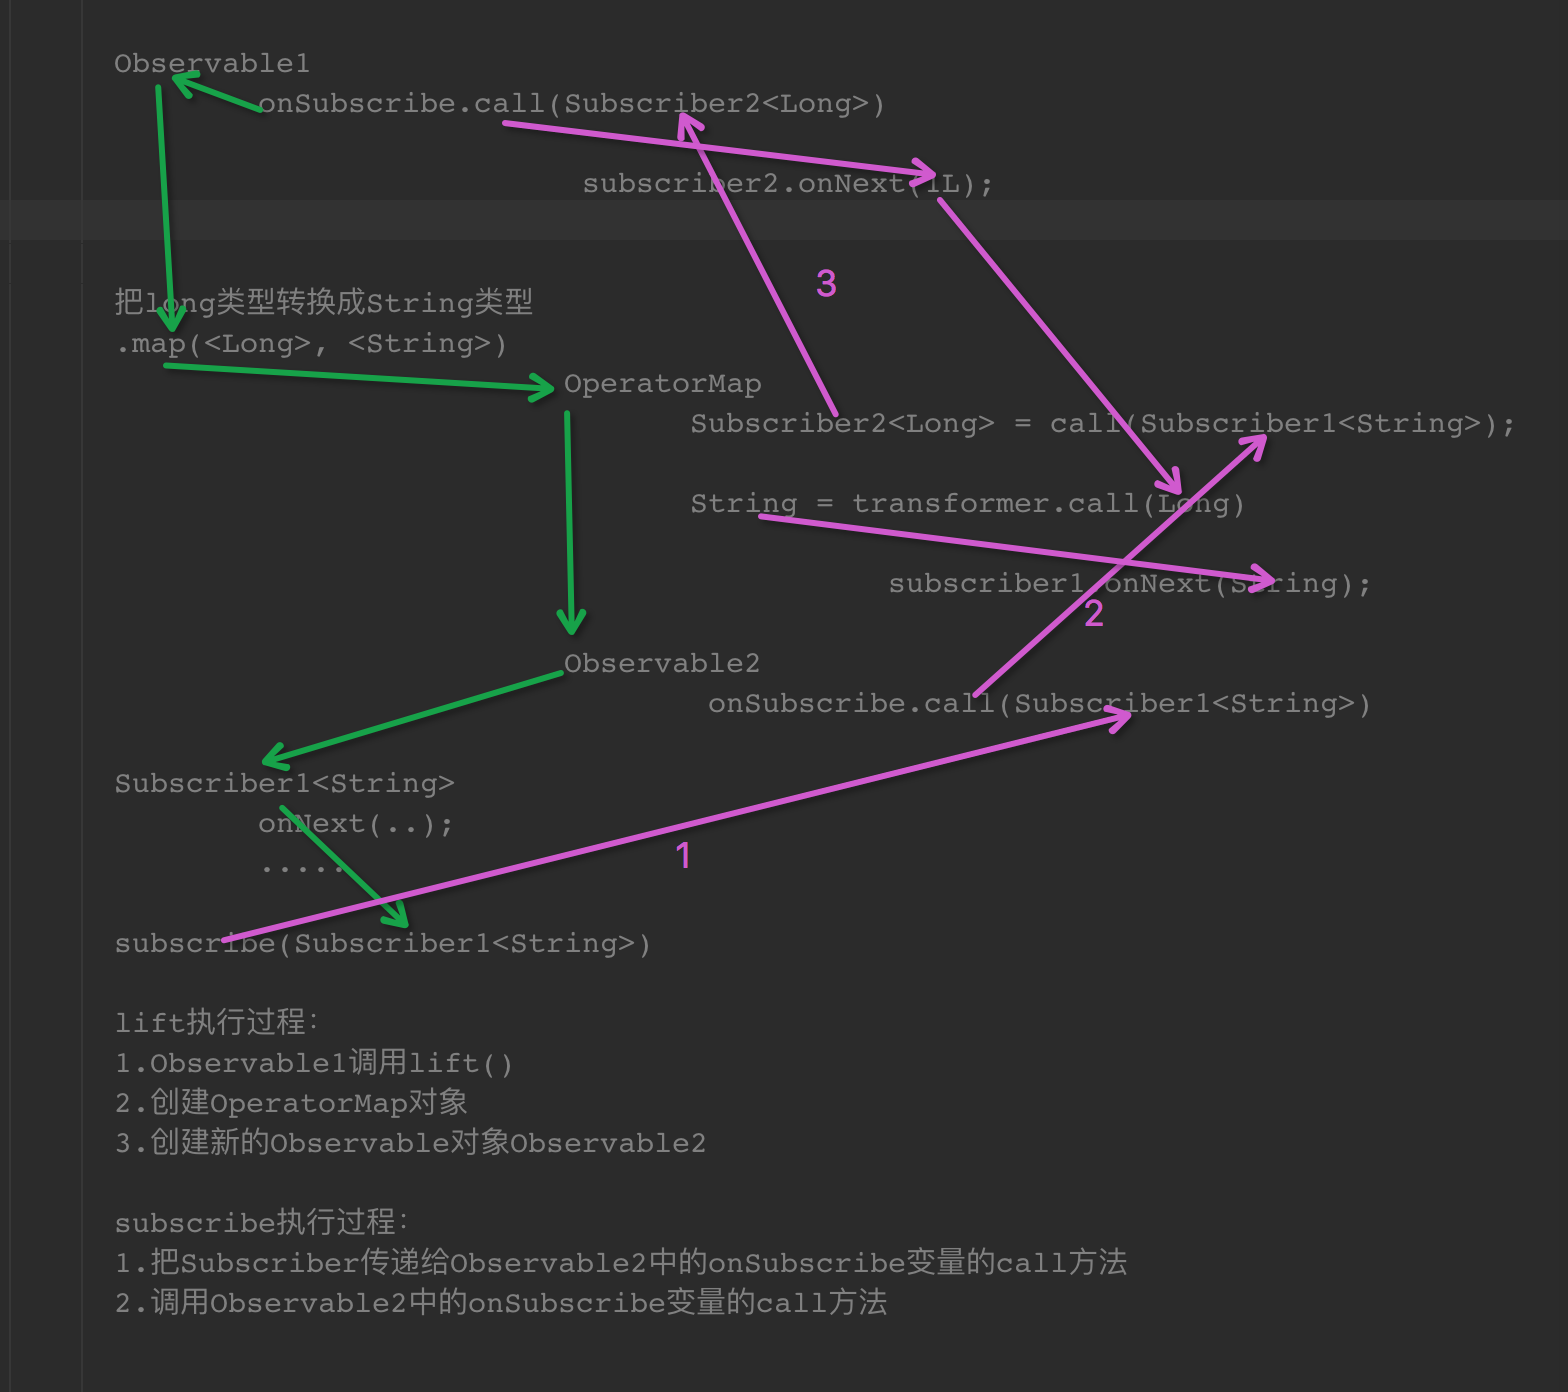 Observable1
onSubscribe.call(Subscriber2<Long>)
subscriber2.onNext(1L);
3
把long类型转换成String类型
.map(<Long>, <String>)
OperatorMap
Subscriber2<Long> = call(Subscriber1<String>);
String = transformer.call(Long)
subscriber1.onNext(String);
2
Observable2
onSubscribe.call(Subscriber1<String>)
Subscriber1<String>
onNext(..);
.....
1
subscribe(Subscriber1<String>)
lift执行过程:
1.Observable1调用lift()
2.创建OperatorMap对象
3.创建新的Observable对象Observable2
subscribe执行过程:
1.把Subscriber传递给Observable2中的onSubscribe变量的call方法
2.调用Observable2中的onSubscribe变量的call方法